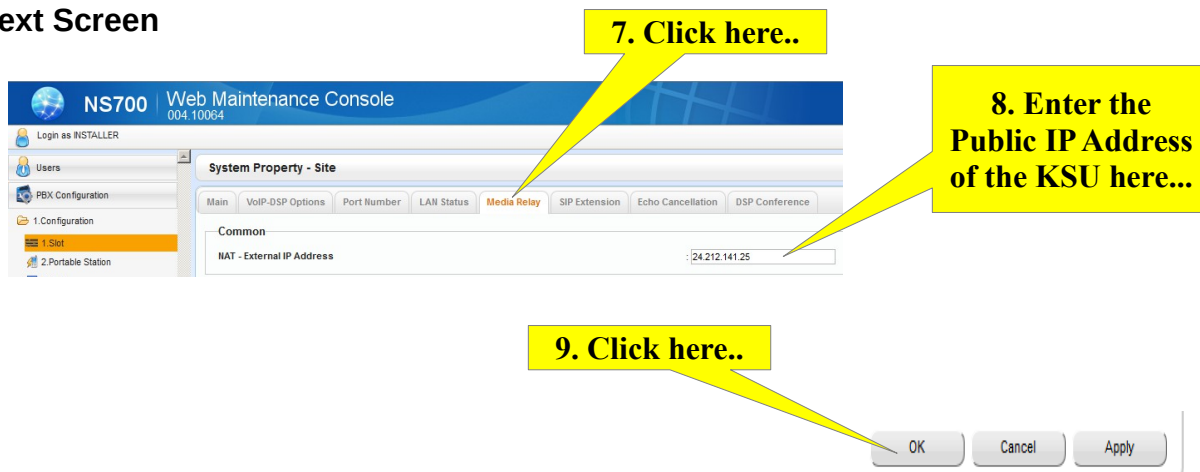 ext Screen
7. Click here..
NS700 Web Maintenance Console
004.10064
Login as INSTALLER
8. Enter the
Public IP Address
of the KSU here...
Users
System Property - Site
PBX Configuration
Main VoIP-DSP Options Port Number LAN Status Media Relay SIP Extension Echo Cancellation DSP Conference
1.Configuration
Common
1.Slot
NAT - External IP Address : 24.212.141.25
2.Portable Station
9. Click here..
OK Cancel Apply